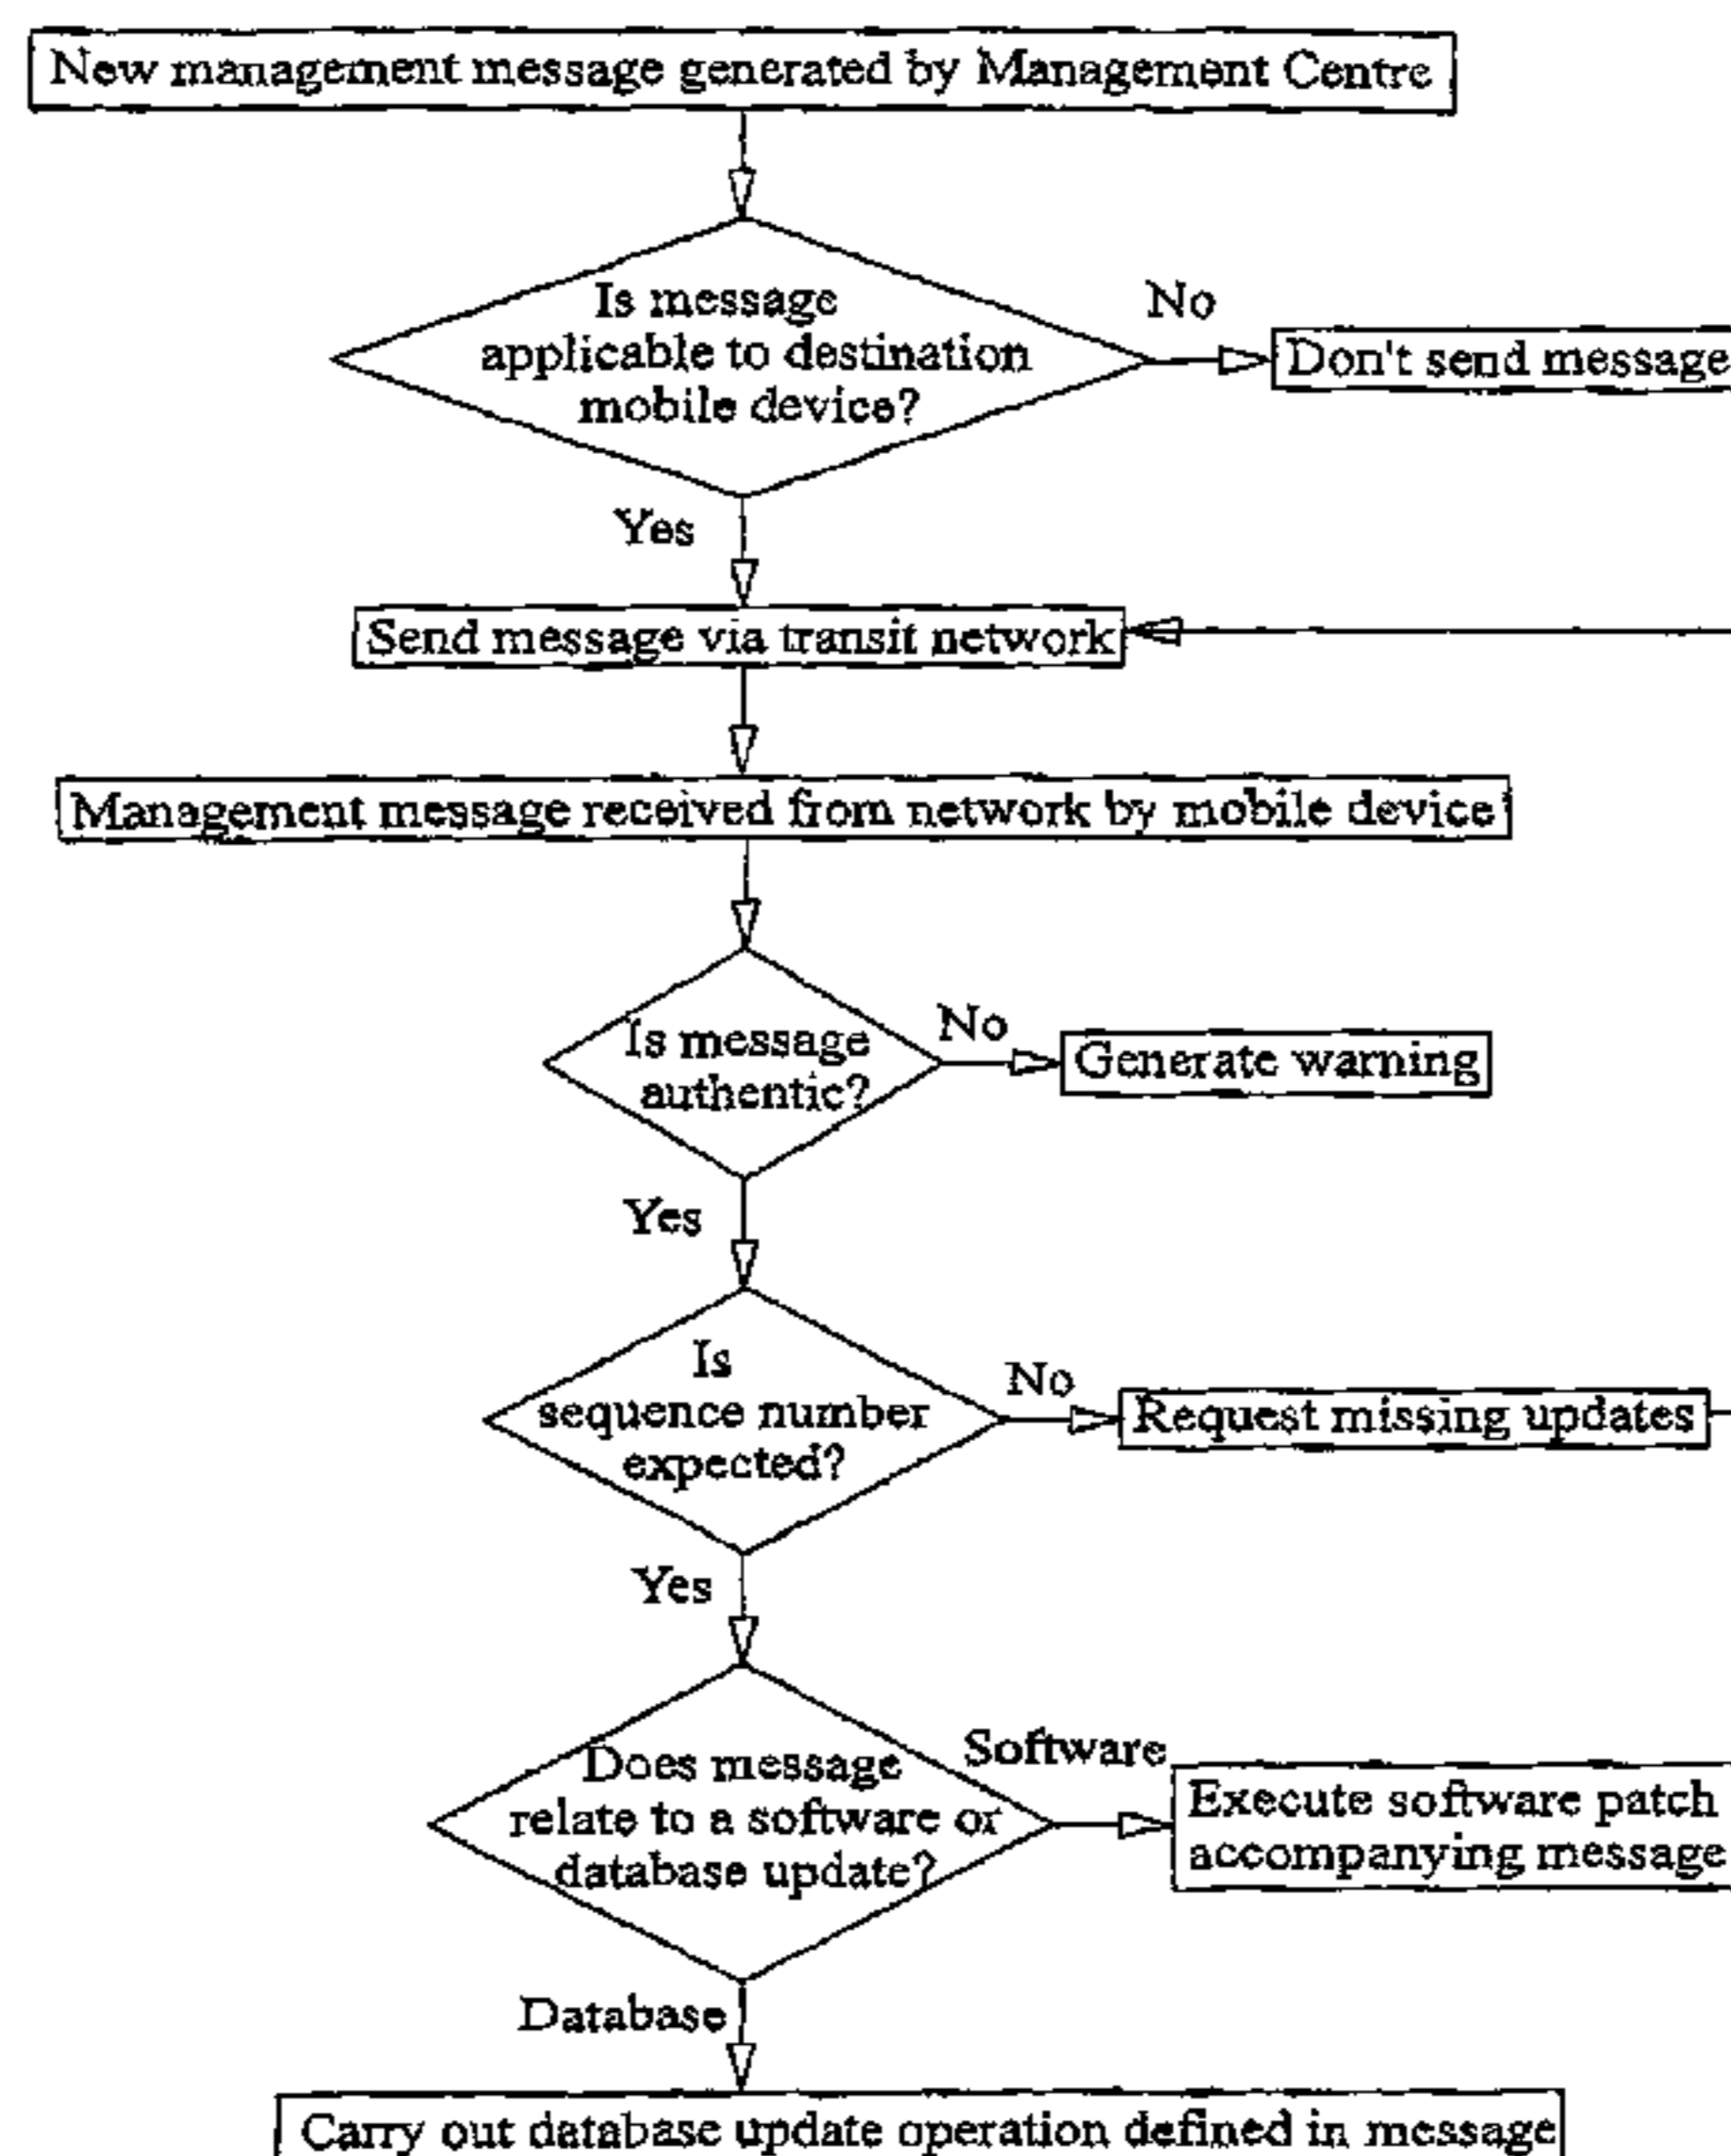 New management message generated by Management Centre
Is message
applicable to destination
mobile device?
No
Don't send message
Yes
Send message via transit network
Management message received from network by mobile device
Is message
authentic?
No
Generate warning
Yes
Is
sequence number
expected?
No
Request missing updates
Yes
Does message
relate to a software or
database update?
Software
Execute software patch
accompanying message
Database
Carry out database update operation defined in message